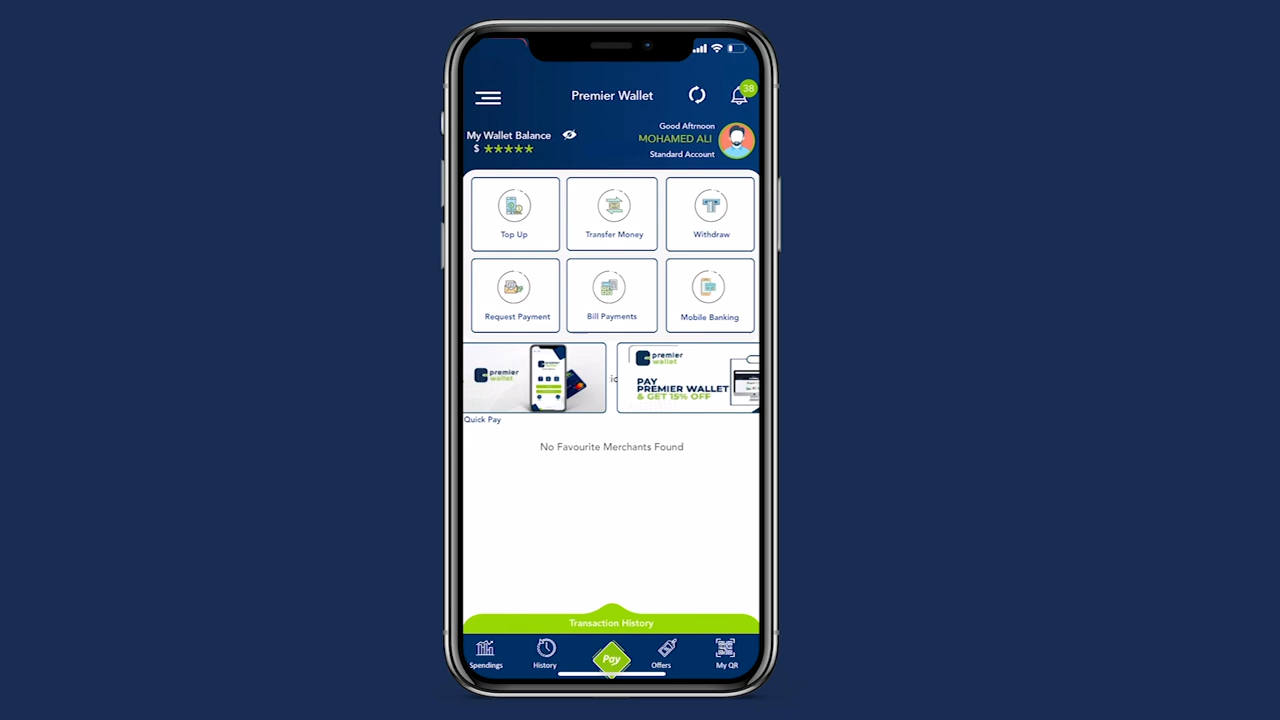 Premier Wallet
38
My Wallet Balance
$ *****
Good Aftrnoon
MOHAMED ALI
Standard Account
Top Up
Transfer Money
Withdraw
Request Payment
Bill Payments
Mobile Banking
premier
wallet
premier
wallet
PAY
PREMIER WALLET
& GET 15% OFF
Quick Pay
No Favourite Merchants Found
Transaction History
Spendings
History
Pay
Offers
My QR